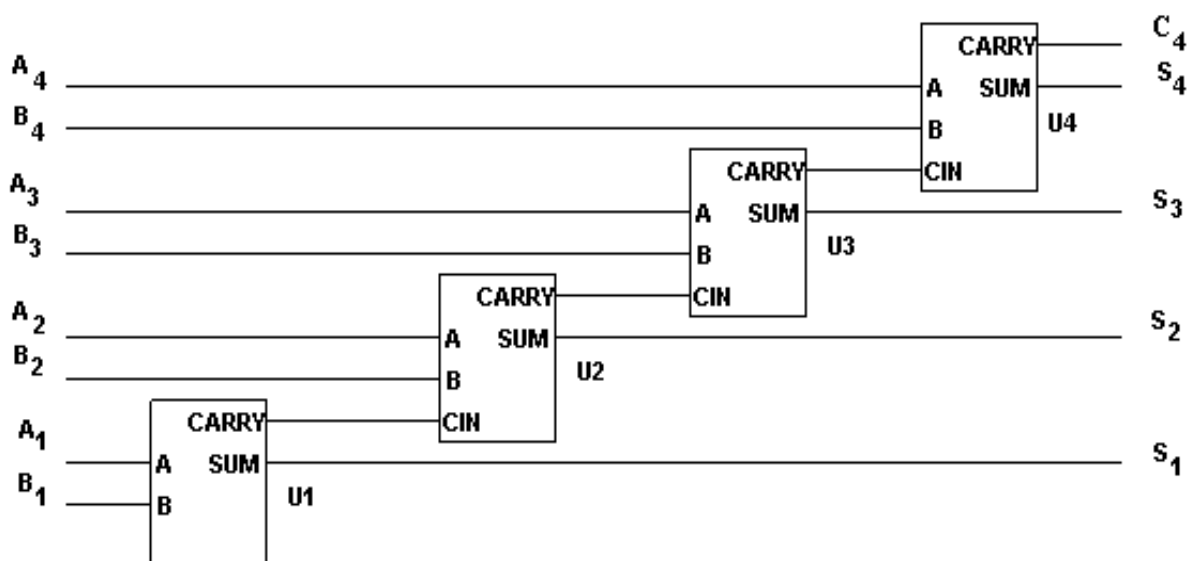 C4
CARRY
A4
A SUM
S4
B4
B
U4
CARRY
CIN
A3
A SUM
S3
B3
B
U3
CARRY
CIN
A2
A SUM
S2
B2
B
U2
CARRY
CIN
A1
A SUM
S1
B1
B
U1